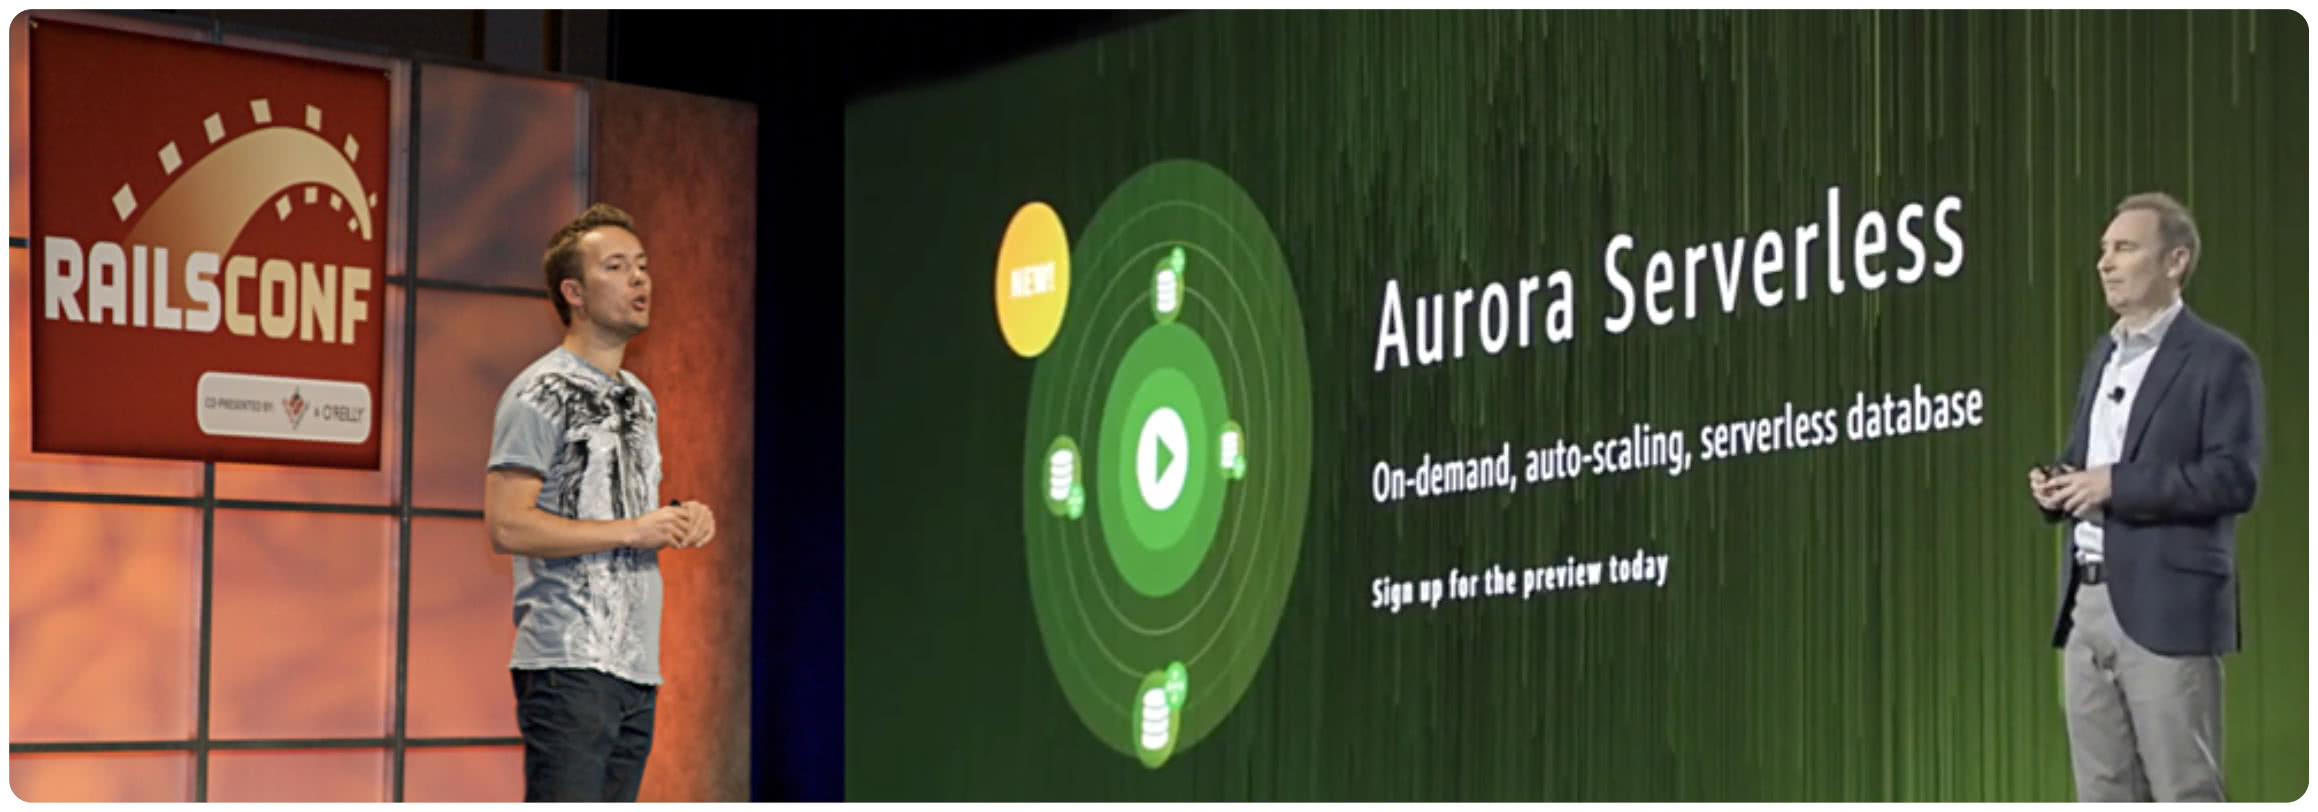 RAILSCONF
CO-PRESENTED BY: & O'REILLY
NEW!
Aurora Serverless
On-demand, auto-scaling, serverless database
Sign up for the preview today